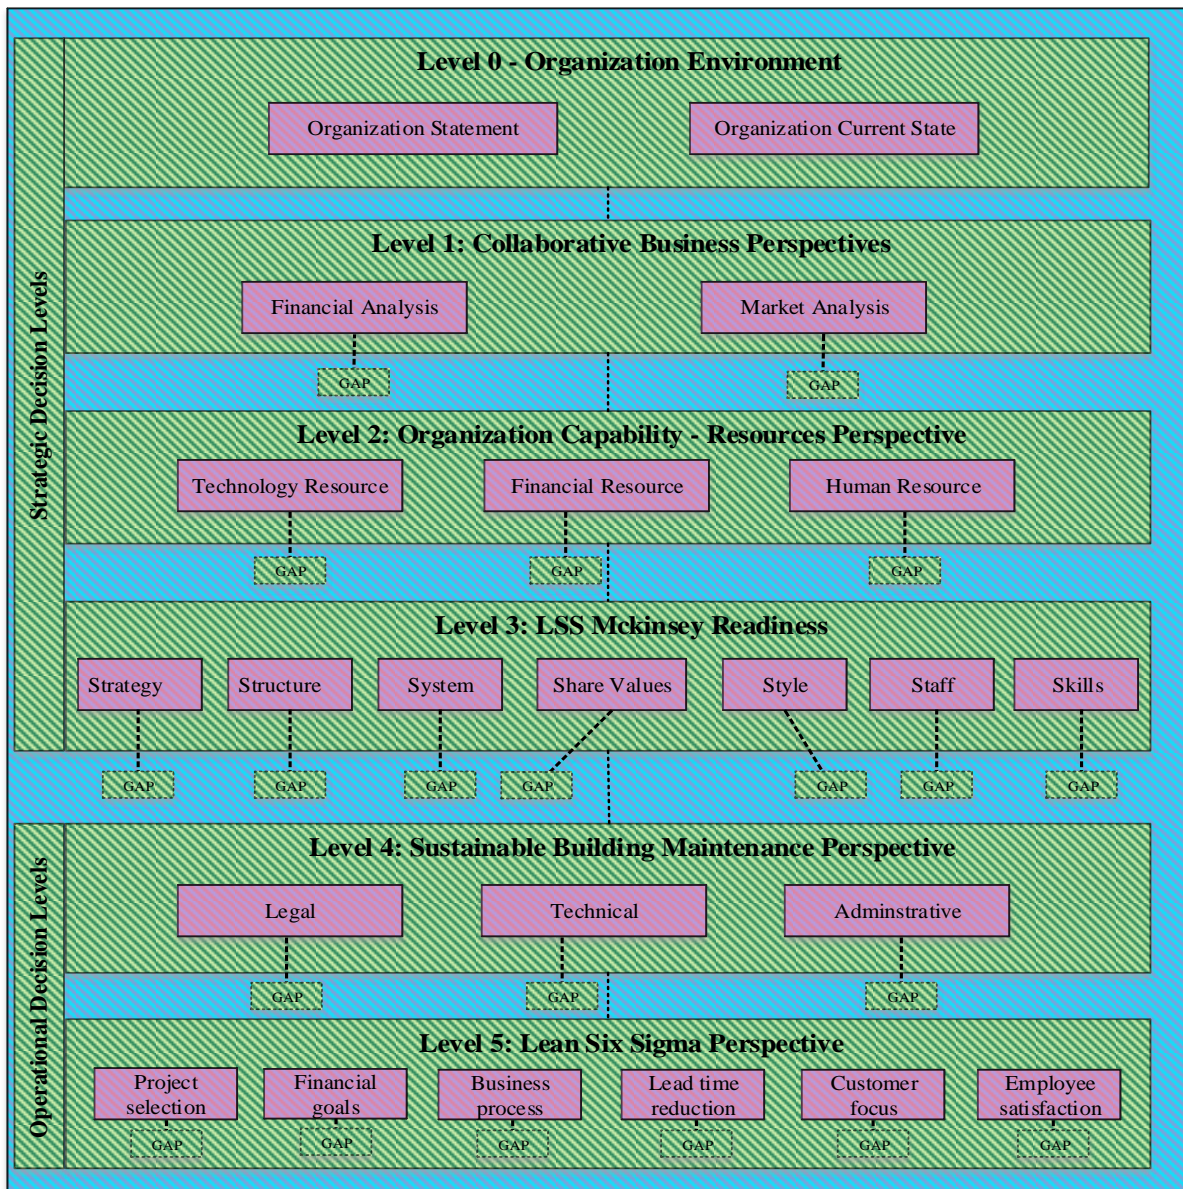 Level 0 - Organization Environment
Organization Statement
Organization Current State
Strategic Decision Levels
Level 1: Collaborative Business Perspectives
Financial Analysis
Market Analysis
GAP
GAP
Level 2: Organization Capability - Resources Perspective
Technology Resource
Financial Resource
Human Resource
GAP
GAP
GAP
Level 3: LSS Mckinsey Readiness
Strategy
Structure
System
Share Values
Style
Staff
Skills
GAP
GAP
GAP
GAP
GAP
GAP
GAP
Operational Decision Levels
Level 4: Sustainable Building Maintenance Perspective
Legal
Technical
Adminstrative
GAP
GAP
GAP
Level 5: Lean Six Sigma Perspective
Project
selection
Financial
goals
Business
process
Lead time
reduction
Customer
focus
Employee
satisfaction
GAP
GAP
GAP
GAP
GAP
GAP